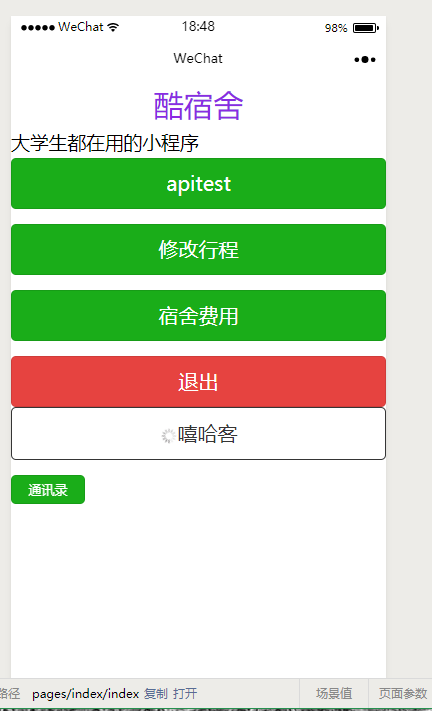 WeChat 18:48 98%
WeChat
酷宿舍
大学生都在用的小程序
apitest
修改行程
宿舍费用
退出
嘻哈客
通讯录
路径 pages/index/index 复制 打开 场景值 页面参数